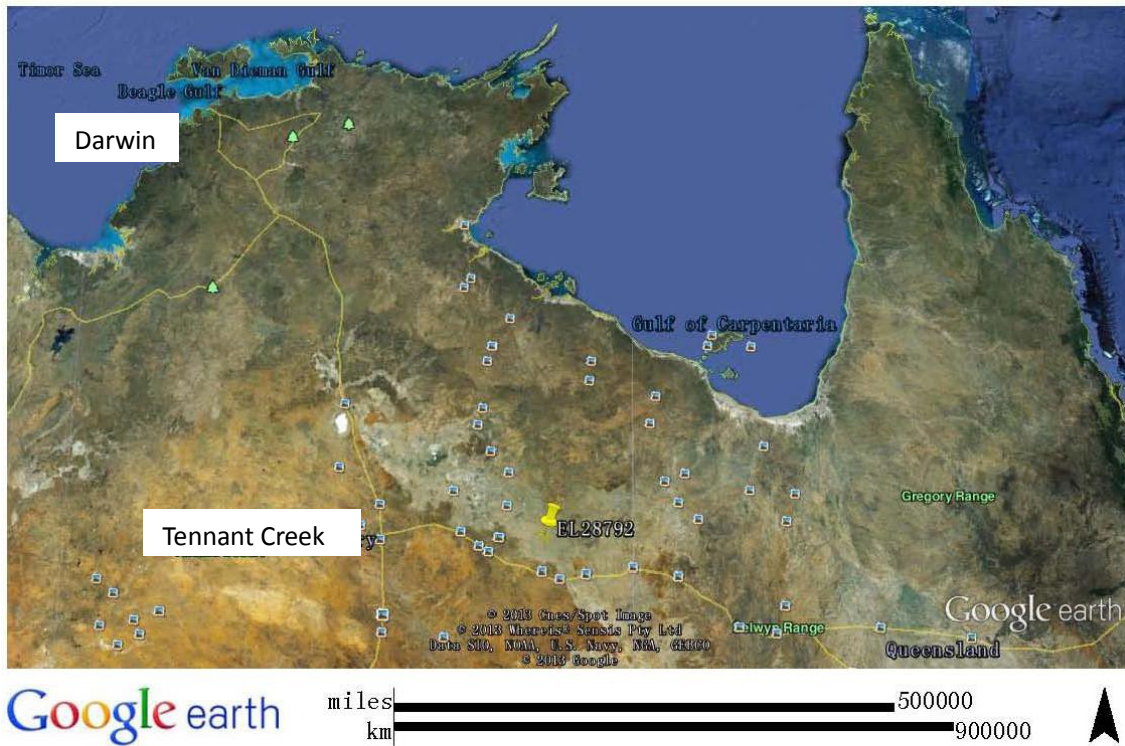 Timor Sea
Van Dieman Gulf
Beagle Gulf
Darwin
Gulf of Carpentaria
Gregory Range
EL28792
Tennant Creek
Google earth
© 2013 Cnes/Spot Image
© 2013 Whereis® Sensis Pty Ltd
Data SIO, NOAA, U.S. Navy, NGA, GEBCO
© 2013 Google
Selwyn Range
Queensland
Google earth
miles
500000
km
900000